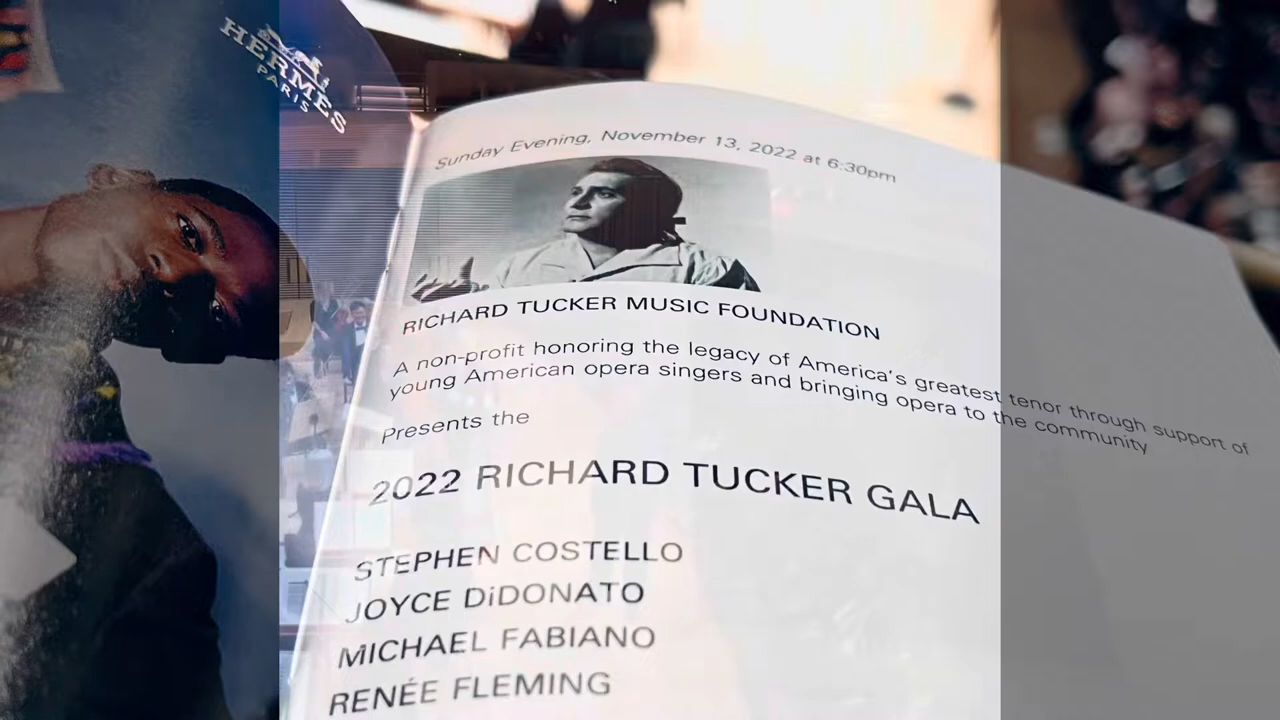 HERMES
PARIS
Sunday Evening, November 13, 2022 at 6:30pm
RICHARD TUCKER MUSIC FOUNDATION
A non-profit honoring the legacy of America's greatest tenor through support of
young American opera singers and bringing opera to the community
Presents the
2022 RICHARD TUCKER GALA
STEPHEN COSTELLO
JOYCE DiDONATO
MICHAEL FABIANO
RENÉE FLEMING